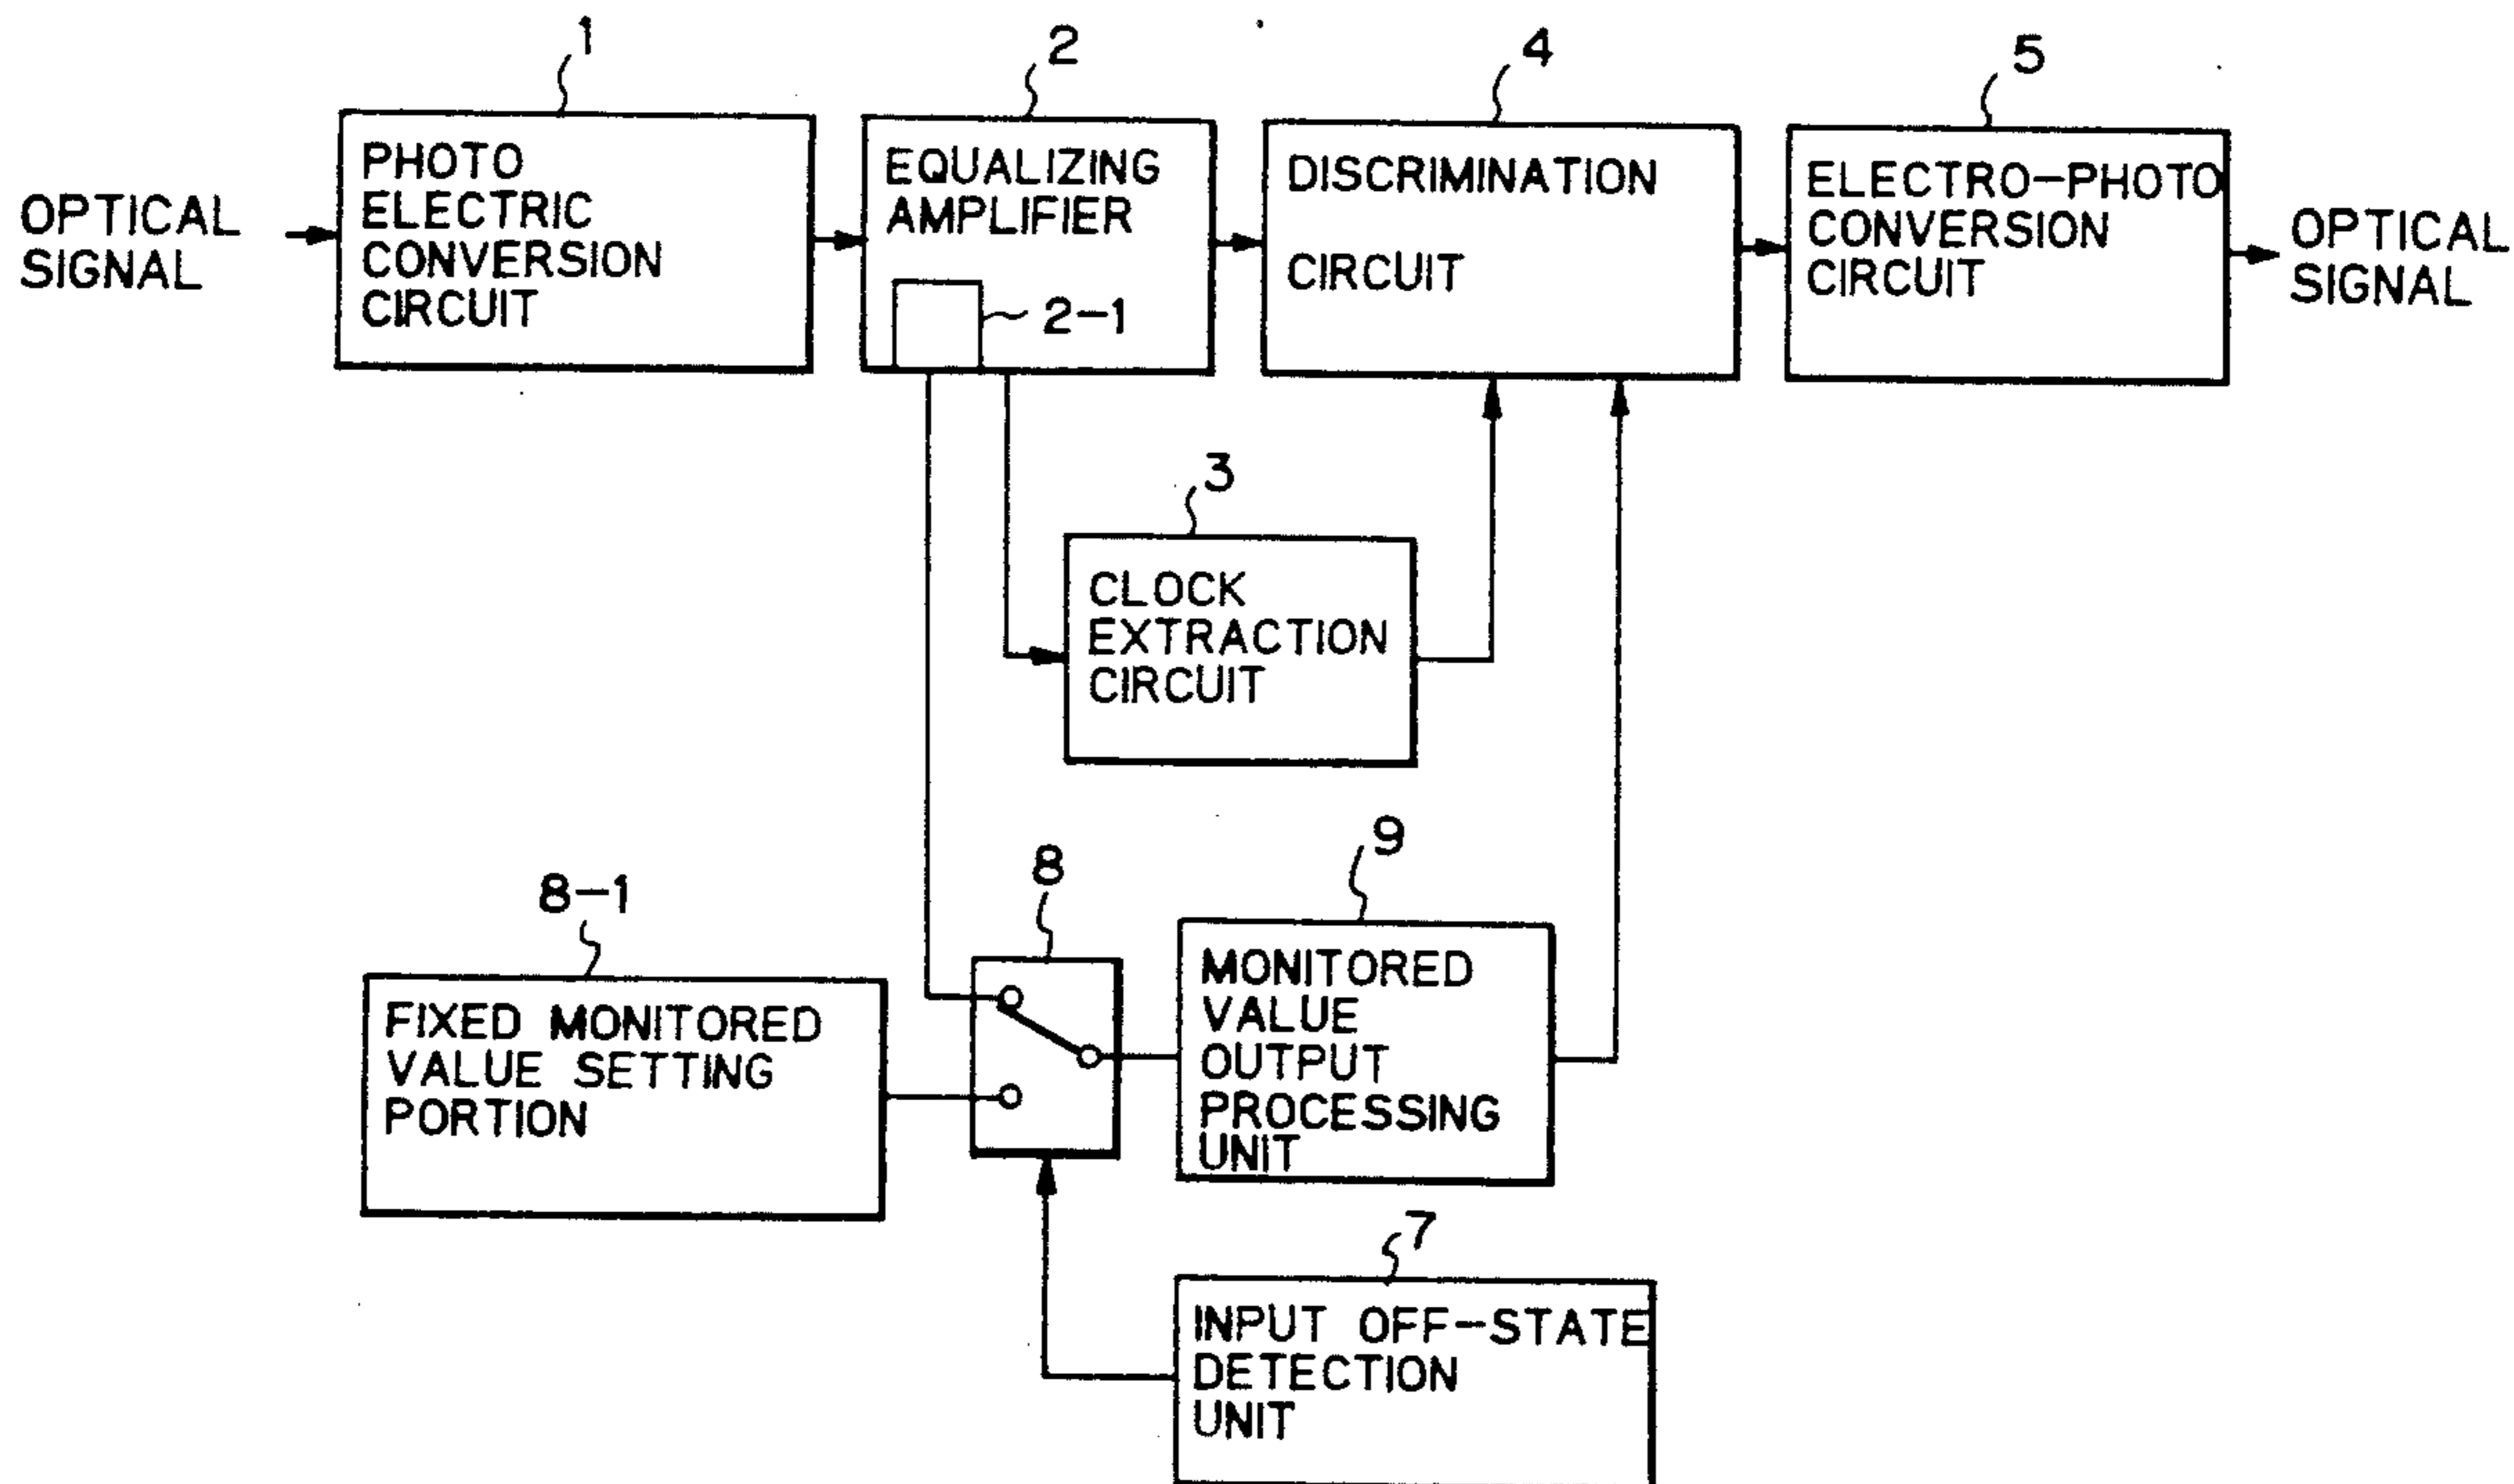 1
2
4
5
OPTICAL
SIGNAL
PHOTO
ELECTRIC
CONVERSION
CIRCUIT
EQUALIZING
AMPLIFIER
2-1
DISCRIMINATION
CIRCUIT
ELECTRO-PHOTO
CONVERSION
CIRCUIT
OPTICAL
SIGNAL
3
CLOCK
EXTRACTION
CIRCUIT
8-1
8
9
FIXED MONITORED
VALUE SETTING
PORTION
MONITORED
VALUE
OUTPUT
PROCESSING
UNIT
7
INPUT OFF-STATE
DETECTION
UNIT